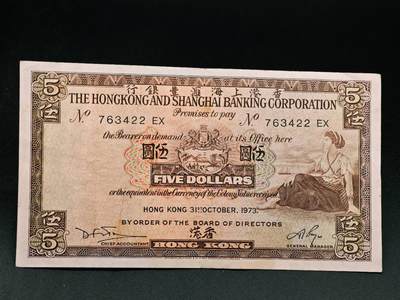 5 行銀豐滙海上港香 5
伍 THE HONGKONG AND SHANGHAI BANKING CORPORATION 伍
Promises to pay
Nº 763422 EX Nº 763422 EX
the Bearer on demand at its Office here
圓 伍
FIVE DOLLARS
or the equivalent in the Currency of the Colony Value received
HONG KONG 31ST OCTOBER, 1973.
BY ORDER OF THE BOARD OF DIRECTORS
伍 港香 伍
CHIEF ACCOUNTANT GENERAL MANAGER
5 HONG KONG 5